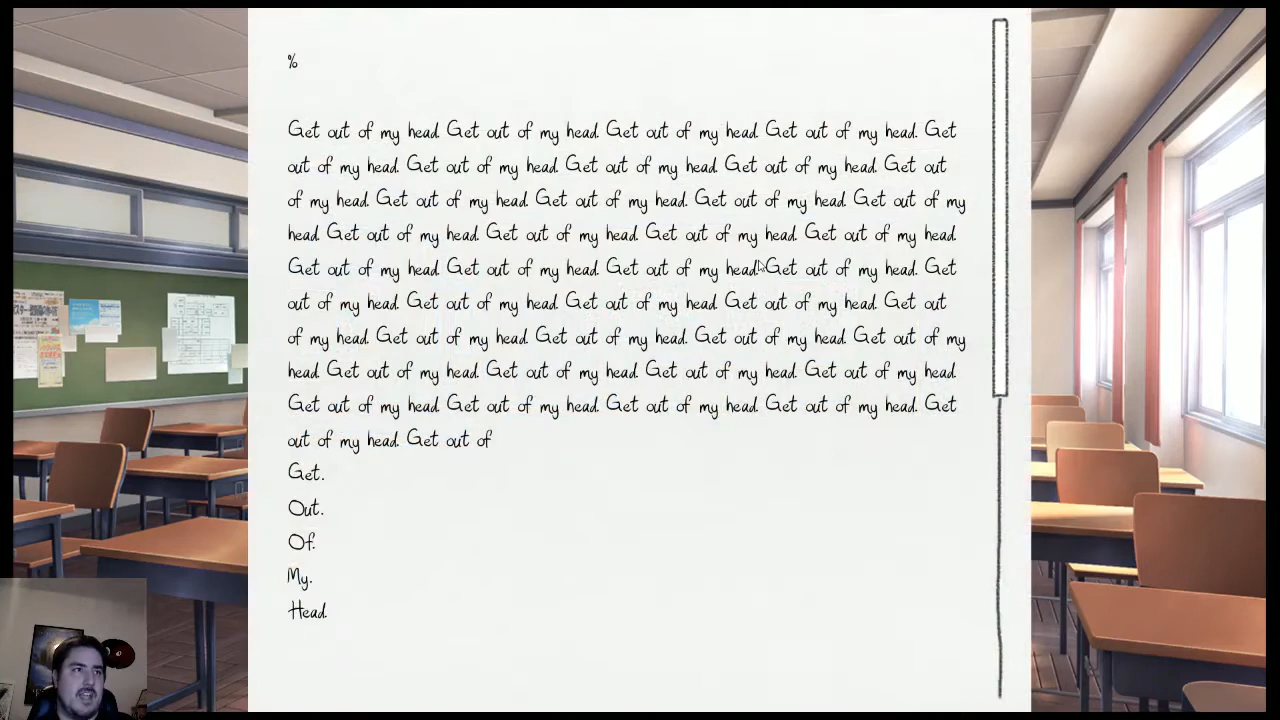 %
Get out of my head. Get out of my head. Get out of my head. Get out of my head. Get
out of my head. Get out of my head. Get out of my head. Get out of my head. Get out
of my head. Get out of my head. Get out of my head. Get out of my head. Get out of my
head. Get out of my head. Get out of my head. Get out of my head. Get out of my head.
Get out of my head. Get out of my head. Get out of my head. Get out of my head. Get
out of my head. Get out of my head. Get out of my head. Get out of my head. Get out
of my head. Get out of my head. Get out of my head. Get out of my head. Get out of my
head. Get out of my head. Get out of my head. Get out of my head. Get out of my head.
Get out of my head. Get out of my head. Get out of my head. Get out of my head. Get
out of my head. Get out of
Get.
Out.
Of.
My.
Head.